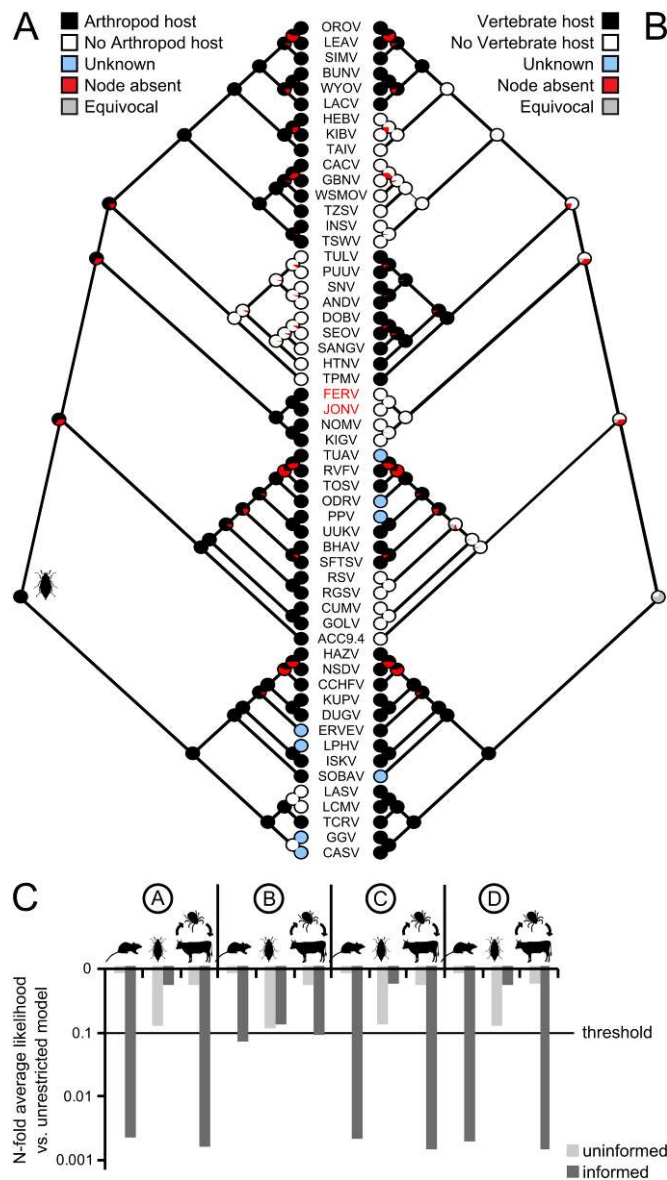 A
Arthropod host
No Arthropod host
Unknown
Node absent
Equivocal
B
Vertebrate host
No Vertebrate host
Unknown
Node absent
Equivocal
OROV
LEAV
SIMV
BUNV
WYOV
LACV
HEBV
KIBV
TAIV
CACV
GBNV
WSMOV
TZSV
INSV
TSWV
TULV
PUUV
SNV
ANDV
DOBV
SEOV
SANGV
HTNV
TPMV
FERV
JONV
NOMV
KIGV
TUAV
RVFV
TOSV
ODRV
PPV
UUKV
BHAV
SFTSV
RSV
RGSV
CUMV
GOLV
ACC9.4
HAZV
NSDV
CCHFV
KUPV
DUGV
ERVEV
LPHV
ISKV
SOBAV
LASV
LCMV
TCRV
GGV
CASV
C
A B C D
N-fold average likelihood
vs. unrestricted model
0
0.1
0.01
0.001
threshold
uninformed
informed